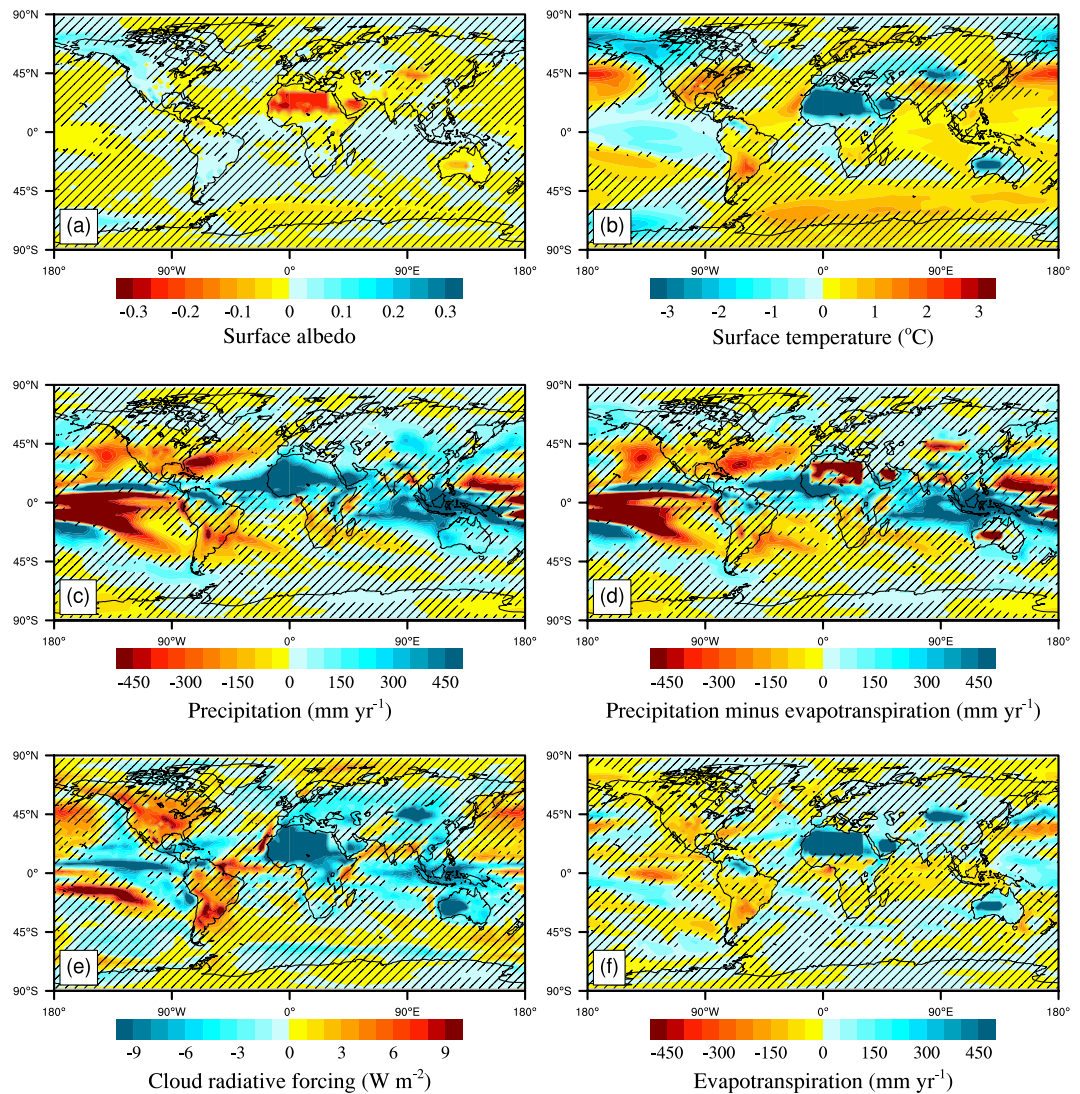 90°N 90°N
45°N 45°N
0° 0°
45°S 45°S
(a) (b)
90°S 90°S
180° 90°W 0° 90°E 180° 180° 90°W 0° 90°E 180°
-0.3 -0.2 -0.1 0 0.1 0.2 0.3 -3 -2 -1 0 1 2 3
Surface albedo Surface temperature (°C)
90°N 90°N
45°N 45°N
0° 0°
45°S 45°S
(c) (d)
90°S 90°S
180° 90°W 0° 90°E 180° 180° 90°W 0° 90°E 180°
-450 -300 -150 0 150 300 450 -450 -300 -150 0 150 300 450
Precipitation (mm yr⁻¹) Precipitation minus evapotranspiration (mm yr⁻¹)
90°N 90°N
45°N 45°N
0° 0°
45°S 45°S
(e) (f)
90°S 90°S
180° 90°W 0° 90°E 180° 180° 90°W 0° 90°E 180°
-9 -6 -3 0 3 6 9 -450 -300 -150 0 150 300 450
Cloud radiative forcing (W m⁻²) Evapotranspiration (mm yr⁻¹)